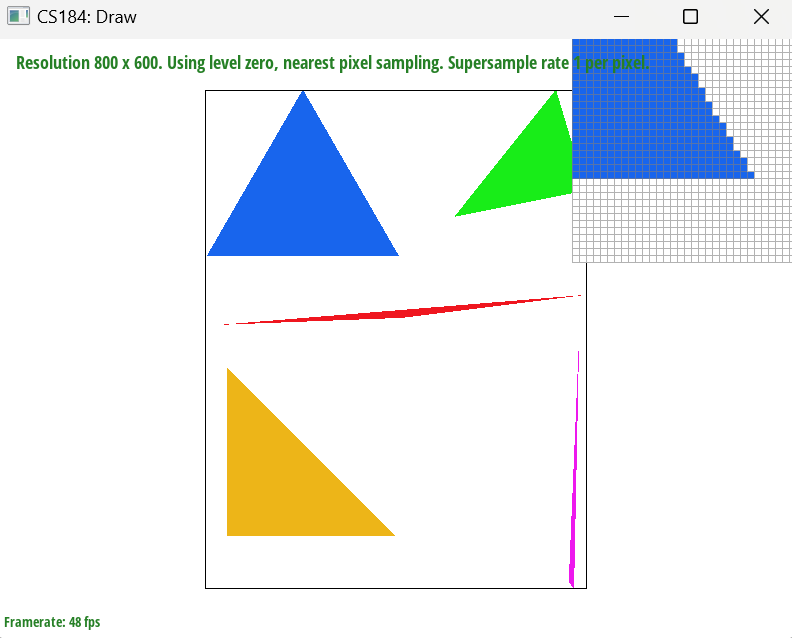 CS184: Draw
Resolution 800 x 600. Using level zero, nearest pixel sampling. Supersample rate 1 per pixel.
Framerate: 48 fps